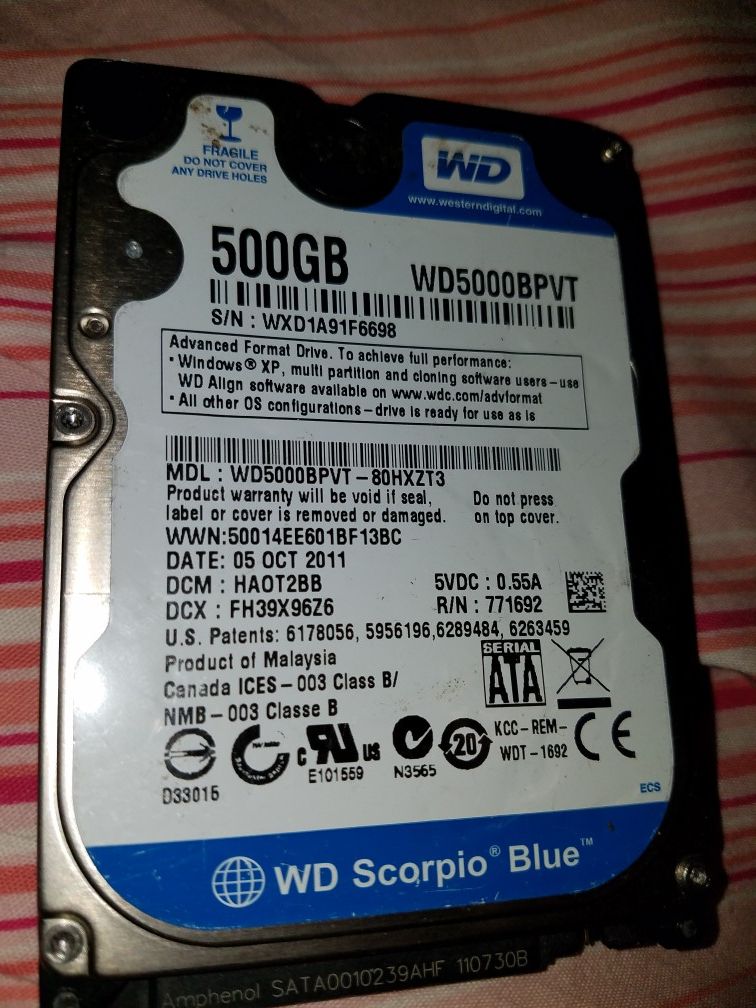 FRAGILE
DO NOT COVER
ANY DRIVE HOLES
WD
www.westerndigital.com
500GB WD5000BPVT
S/N : WXD1A91F6698
Advanced Format Drive. To achieve full performance:
• Windows® XP, multi partition and cloning software users – use
WD Align software available on www.wdc.com/advformat
• All other OS configurations – drive is ready for use as is
MDL : WD5000BPVT – 80HXZT3
Product warranty will be void if seal, Do not press
label or cover is removed or damaged. on top cover.
WWN:50014EE601BF13BC
DATE: 05 OCT 2011
DCM : HAOT2BB 5VDC : 0.55A
DCX : FH39X96Z6 R/N : 771692
U.S. Patents: 6178056, 5956196,6289484, 6263459
Product of Malaysia
SERIAL
ATA
Canada ICES – 003 Class B/
NMB – 003 Classe B
D33015
c RU US
E101559
N3565
20
KCC – REM –
WDT – 1692
CE
ECS
WD Scorpio® Blue™
Amphenol SATA0010239AHF 110730B